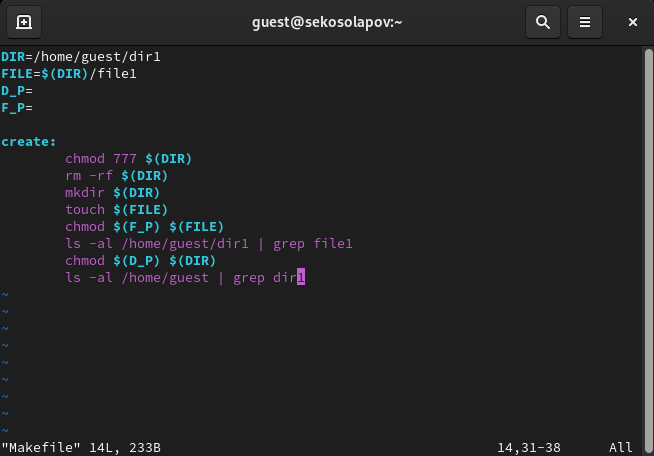 guest@sekosolapov:~
DIR=/home/guest/dir1
FILE=$(DIR)/file1
D_P=
F_P=
create:
        chmod 777 $(DIR)
        rm -rf $(DIR)
        mkdir $(DIR)
        touch $(FILE)
        chmod $(F_P) $(FILE)
        ls -al /home/guest/dir1 | grep file1
        chmod $(D_P) $(DIR)
        ls -al /home/guest | grep dir1
~
~
~
~
~
~
~
~
~
"Makefile" 14L, 233B 14,31-38 All